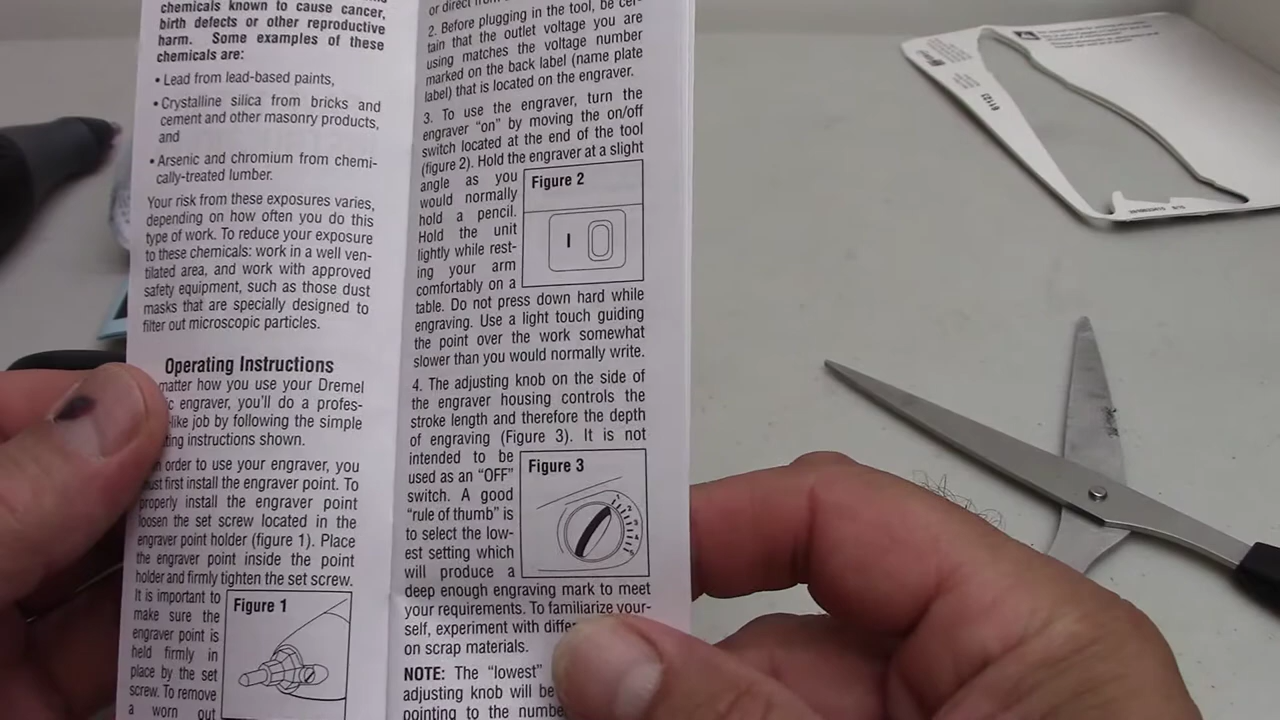 chemicals known to cause cancer,
birth defects or other reproductive
harm. Some examples of these
chemicals are:
• Lead from lead-based paints,
• Crystalline silica from bricks and
cement and other masonry products,
and
• Arsenic and chromium from chemi-
cally-treated lumber.
Your risk from these exposures varies,
depending on how often you do this
type of work. To reduce your exposure
to these chemicals: work in a well ven-
tilated area, and work with approved
safety equipment, such as those dust
masks that are specially designed to
filter out microscopic particles.
Operating Instructions
matter how you use your Dremel
engraver, you'll do a profes-
like job by following the simple
instructions shown.
order to use your engraver, you
must first install the engraver point. To
properly install the engraver point
loosen the set screw located in the
engraver point holder (figure 1). Place
the engraver point inside the point
holder and firmly tighten the set screw.
It is important to
make sure the
engraver point is
held firmly in
place by the set
screw. To remove
a worn out
Figure 1
or direct from
2. Before plugging in the tool, be cer-
tain that the outlet voltage you are
using matches the voltage number
marked on the back label (name plate
label) that is located on the engraver.
3. To use the engraver, turn the
engraver “on” by moving the on/off
switch located at the end of the tool
(figure 2). Hold the engraver at a slight
angle as you
would normally
hold a pencil.
Hold the unit
lightly while rest-
ing your arm
comfortably on a
Figure 2
I
table. Do not press down hard while
engraving. Use a light touch guiding
the point over the work somewhat
slower than you would normally write.
4. The adjusting knob on the side of
the engraver housing controls the
stroke length and therefore the depth
of engraving (Figure 3). It is not
intended to be
used as an “OFF”
switch. A good
“rule of thumb” is
to select the low-
est setting which
will produce a
Figure 3
deep enough engraving mark to meet
your requirements. To familiarize your-
self, experiment with
on scrap materials.
NOTE: The “lowest”
adjusting knob will be
pointing to the